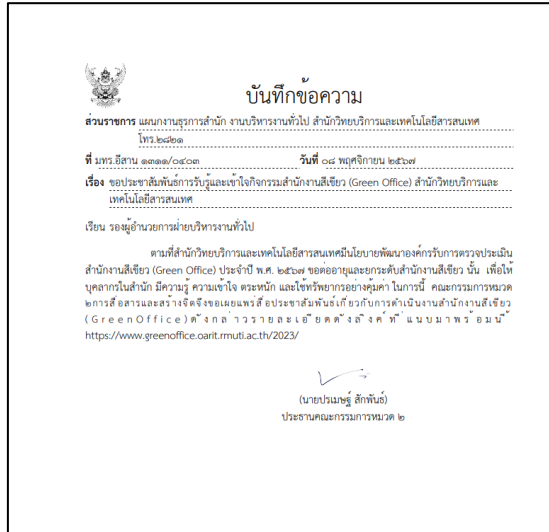 บันทึกข้อความ
ส่วนราชการ แผนกงานธุรการสำนัก งานบริหารงานทั่วไป สำนักวิทยบริการและเทคโนโลยีสารสนเทศ
โทร.๒๘๒๑
ที่ มทร.อีสาน ๑๓๑๑/๐๔๐๓ วันที่ ๐๘ พฤศจิกายน ๒๕๖๗
เรื่อง ขอประชาสัมพันธ์การรับรู้และเข้าใจกิจกรรมสำนักงานสีเขียว (Green Office) สำนักวิทยบริการและ
เทคโนโลยีสารสนเทศ
เรียน รองผู้อำนวยการฝ่ายบริหารงานทั่วไป
ตามที่สำนักวิทยบริการและเทคโนโลยีสารสนเทศมีนโยบายพัฒนาองค์กรรับการตรวจประเมิน
สำนักงานสีเขียว (Green Office) ประจำปี พ.ศ. ๒๕๖๗ ขอต่ออายุและยกระดับสำนักงานสีเขียว นั้น เพื่อให้
บุคลากรในสำนัก มีความรู้ ความเข้าใจ ตระหนัก และใช้ทรัพยากรอย่างคุ้มค่า ในการนี้ คณะกรรมการหมวด
๒การสื่อสารและสร้างจิตจึงขอเผยแพร่สื่อประชาสัมพันธ์เกี่ยวกับการดำเนินงานสำนักงานสีเขียว
(GreenOffice)ดังกล่าวรายละเอียดดังลิงค์ที่แนบมาพร้อมนี้
https://www.greenoffice.oarit.rmuti.ac.th/2023/
(นายปรเมษฐ์ สักพันธ์)
ประธานคณะกรรมการหมวด ๒